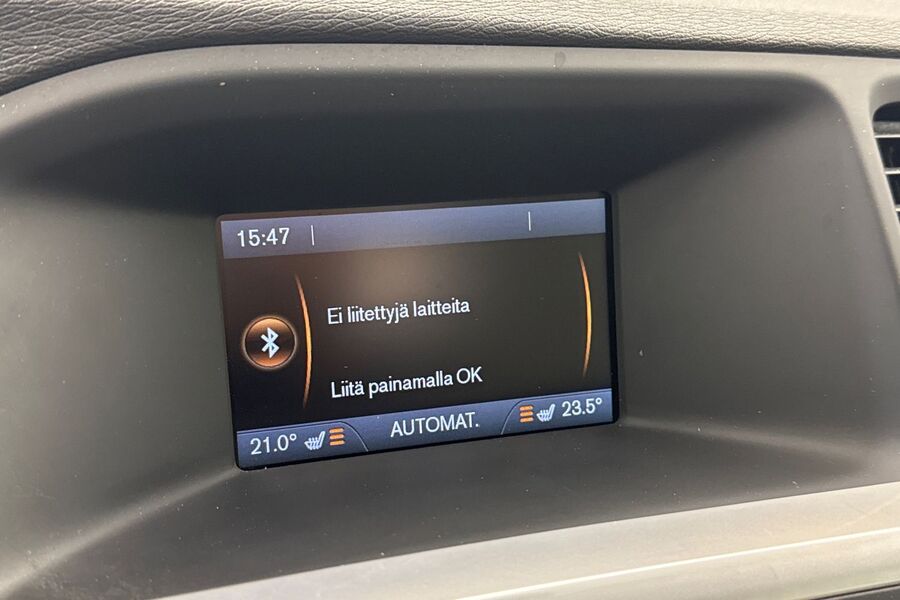 15:47
Ei liitettyjä laitteita
Liitä painamalla OK
21.0° AUTOMAT. 23.5°